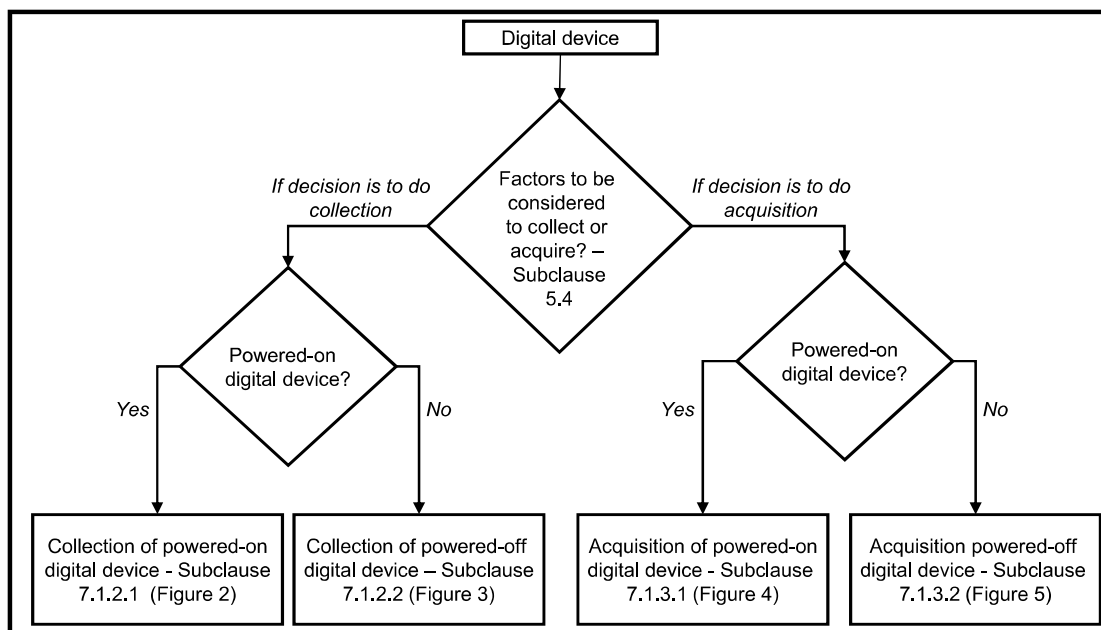 Digital device
Factors to be
considered
to collect or
acquire? –
Subclause
5.4
If decision is to do
collection
If decision is to do
acquisition
Powered-on
digital device?
Yes
No
Powered-on
digital device?
Yes
No
Collection of powered-on
digital device - Subclause
7.1.2.1 (Figure 2)
Collection of powered-off
digital device – Subclause
7.1.2.2 (Figure 3)
Acquisition of powered-on
digital device - Subclause
7.1.3.1 (Figure 4)
Acquisition powered-off
digital device - Subclause
7.1.3.2 (Figure 5)